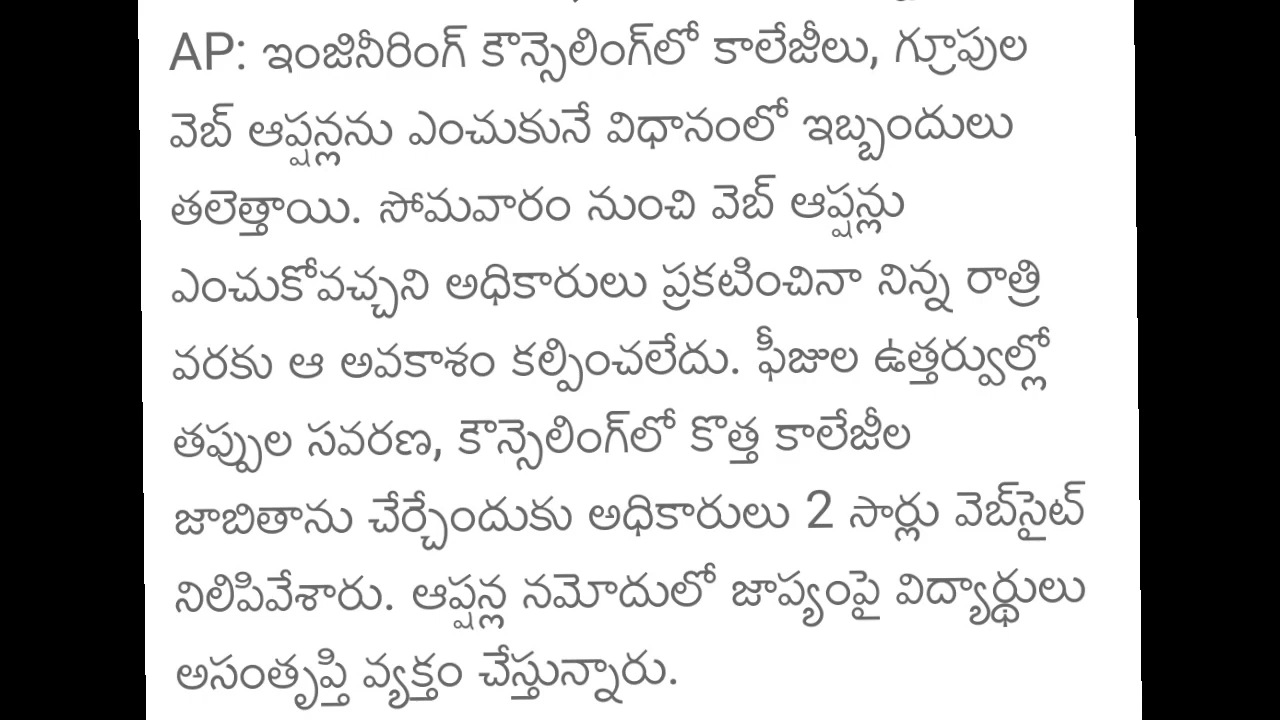 AP: ఇంజినీరింగ్ కౌన్సెలింగ్‌లో కాలేజీలు, గ్రూపుల
వెబ్ ఆప్షన్లను ఎంచుకునే విధానంలో ఇబ్బందులు
తలెత్తాయి. సోమవారం నుంచి వెబ్ ఆప్షన్లు
ఎంచుకోవచ్చని అధికారులు ప్రకటించినా నిన్న రాత్రి
వరకు ఆ అవకాశం కల్పించలేదు. ఫీజుల ఉత్తర్వుల్లో
తప్పుల సవరణ, కౌన్సెలింగ్‌లో కొత్త కాలేజీల
జాబితాను చేర్చేందుకు అధికారులు 2 సార్లు వెబ్‌సైట్
నిలిపివేశారు. ఆప్షన్ల నమోదులో జాప్యంపై విద్యార్థులు
అసంతృప్తి వ్యక్తం చేస్తున్నారు.